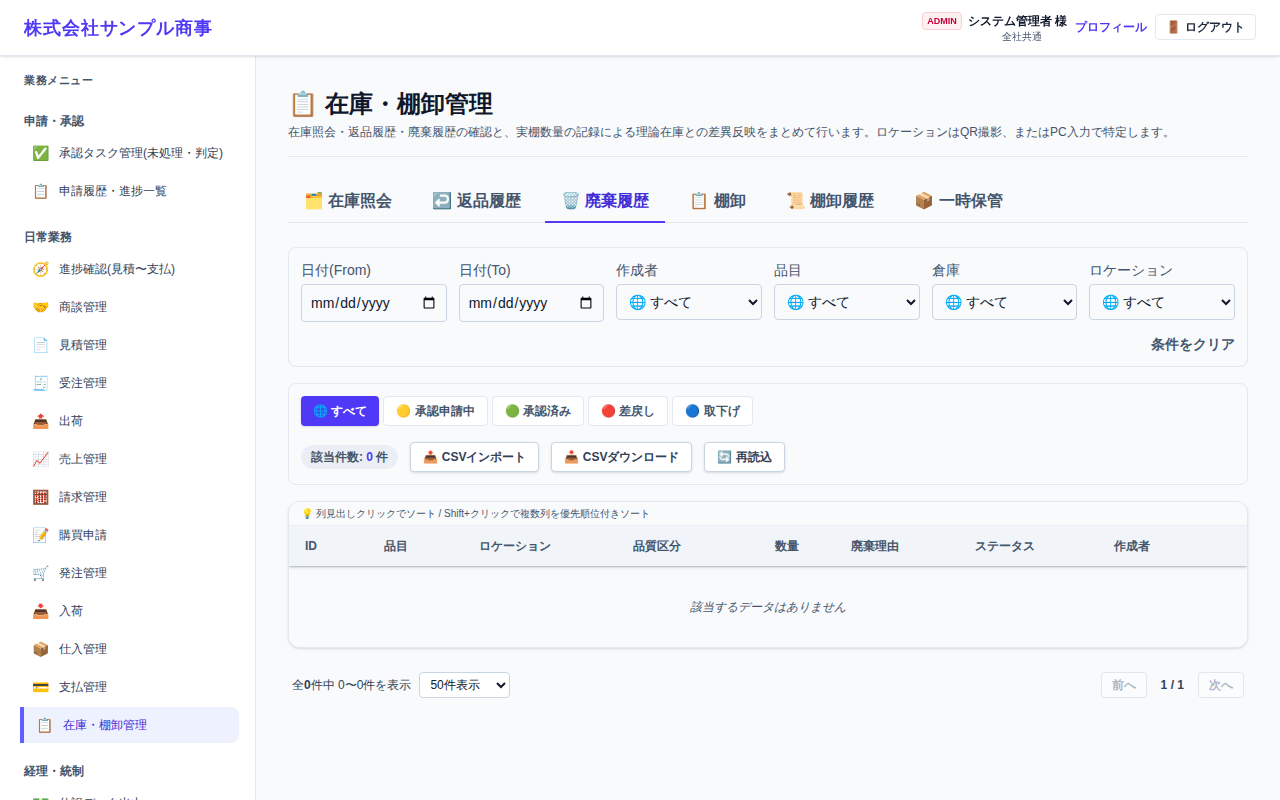 株式会社サンプル商事
ADMIN システム管理者 様
全社共通
プロフィール
ログアウト
業務メニュー
申請・承認
承認タスク管理(未処理・判定)
申請履歴・進捗一覧
日常業務
進捗確認(見積〜支払)
商談管理
見積管理
受注管理
出荷
売上管理
請求管理
購買申請
発注管理
入荷
仕入管理
支払管理
在庫・棚卸管理
経理・統制
在庫・棚卸管理
在庫照会・返品履歴・廃棄履歴の確認と、実棚数量の記録による理論在庫との差異反映をまとめて行います。ロケーションはQR撮影、またはPC入力で特定します。
在庫照会 返品履歴 廃棄履歴 棚卸 棚卸履歴 一時保管
日付(From) 日付(To) 作成者 品目 倉庫 ロケーション
mm/dd/yyyy mm/dd/yyyy すべて すべて すべて すべて
条件をクリア
すべて 承認申請中 承認済み 差戻し 取下げ
該当件数: 0 件 CSVインポート CSVダウンロード 再読込
列見出しクリックでソート / Shift+クリックで複数列を優先順位付きソート
ID 品目 ロケーション 品質区分 数量 廃棄理由 ステータス 作成者
該当するデータはありません
全0件中 0〜0件を表示 50件表示 前へ 1 / 1 次へ